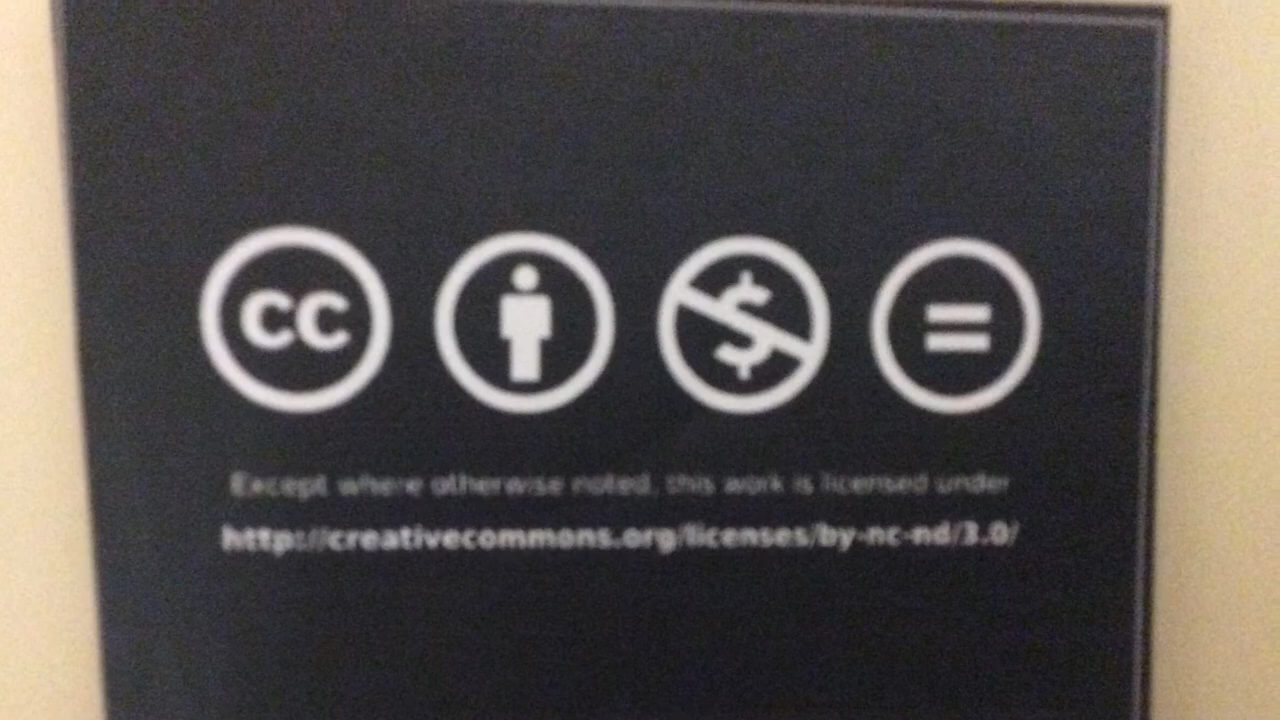 cc $ =
Except where otherwise noted, this work is licensed under
http://creativecommons.org/licenses/by-nc-nd/3.0/